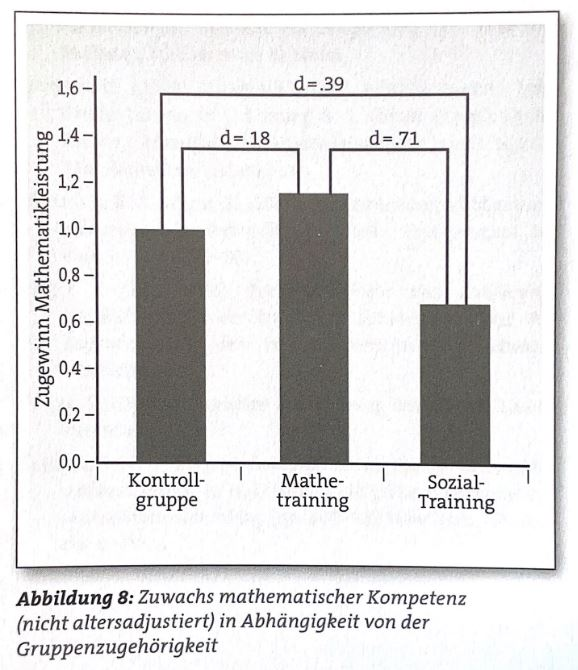 d=.39
d=.18
d=.71
Zugewinn Mathematikleistung
1,6
1,4
1,2
1,0
0,8
0,6
0,4
0,2
0,0
Kontroll-
gruppe
Mathe-
Training
Sozial-
Training
Abbildung 8: Zuwachs mathematischer Kompetenz
(nicht altersadjustiert) in Abhängigkeit von der
Gruppenzugehörigkeit